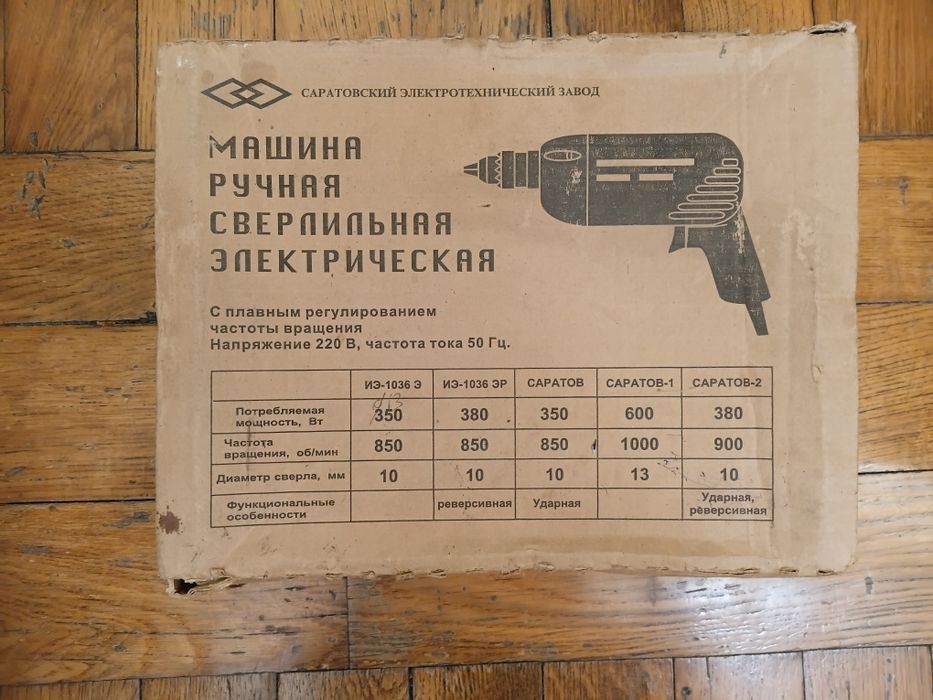 САРАТОВСКИЙ ЭЛЕКТРОТЕХНИЧЕСКИЙ ЗАВОД
МАШИНА
РУЧНАЯ
СВЕРЛИЛЬНАЯ
ЭЛЕКТРИЧЕСКАЯ
С плавным регулированием
частоты вращения
Напряжение 220 В, частота тока 50 Гц.
ИЭ-1036 Э ИЭ-1036 ЭР САРАТОВ САРАТОВ-1 САРАТОВ-2
Потребляемая
мощность, Вт 350 380 350 600 380
Частота
вращения, об/мин 850 850 850 1000 900
Диаметр сверла, мм 10 10 10 13 10
Функциональные
особенности реверсивная Ударная Ударная,
реверсивная